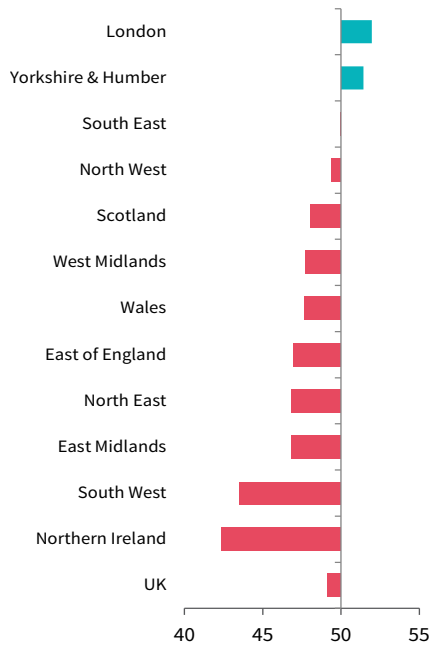 London
Yorkshire & Humber
South East
North West
Scotland
West Midlands
Wales
East of England
North East
East Midlands
South West
Northern Ireland
UK
40 45 50 55